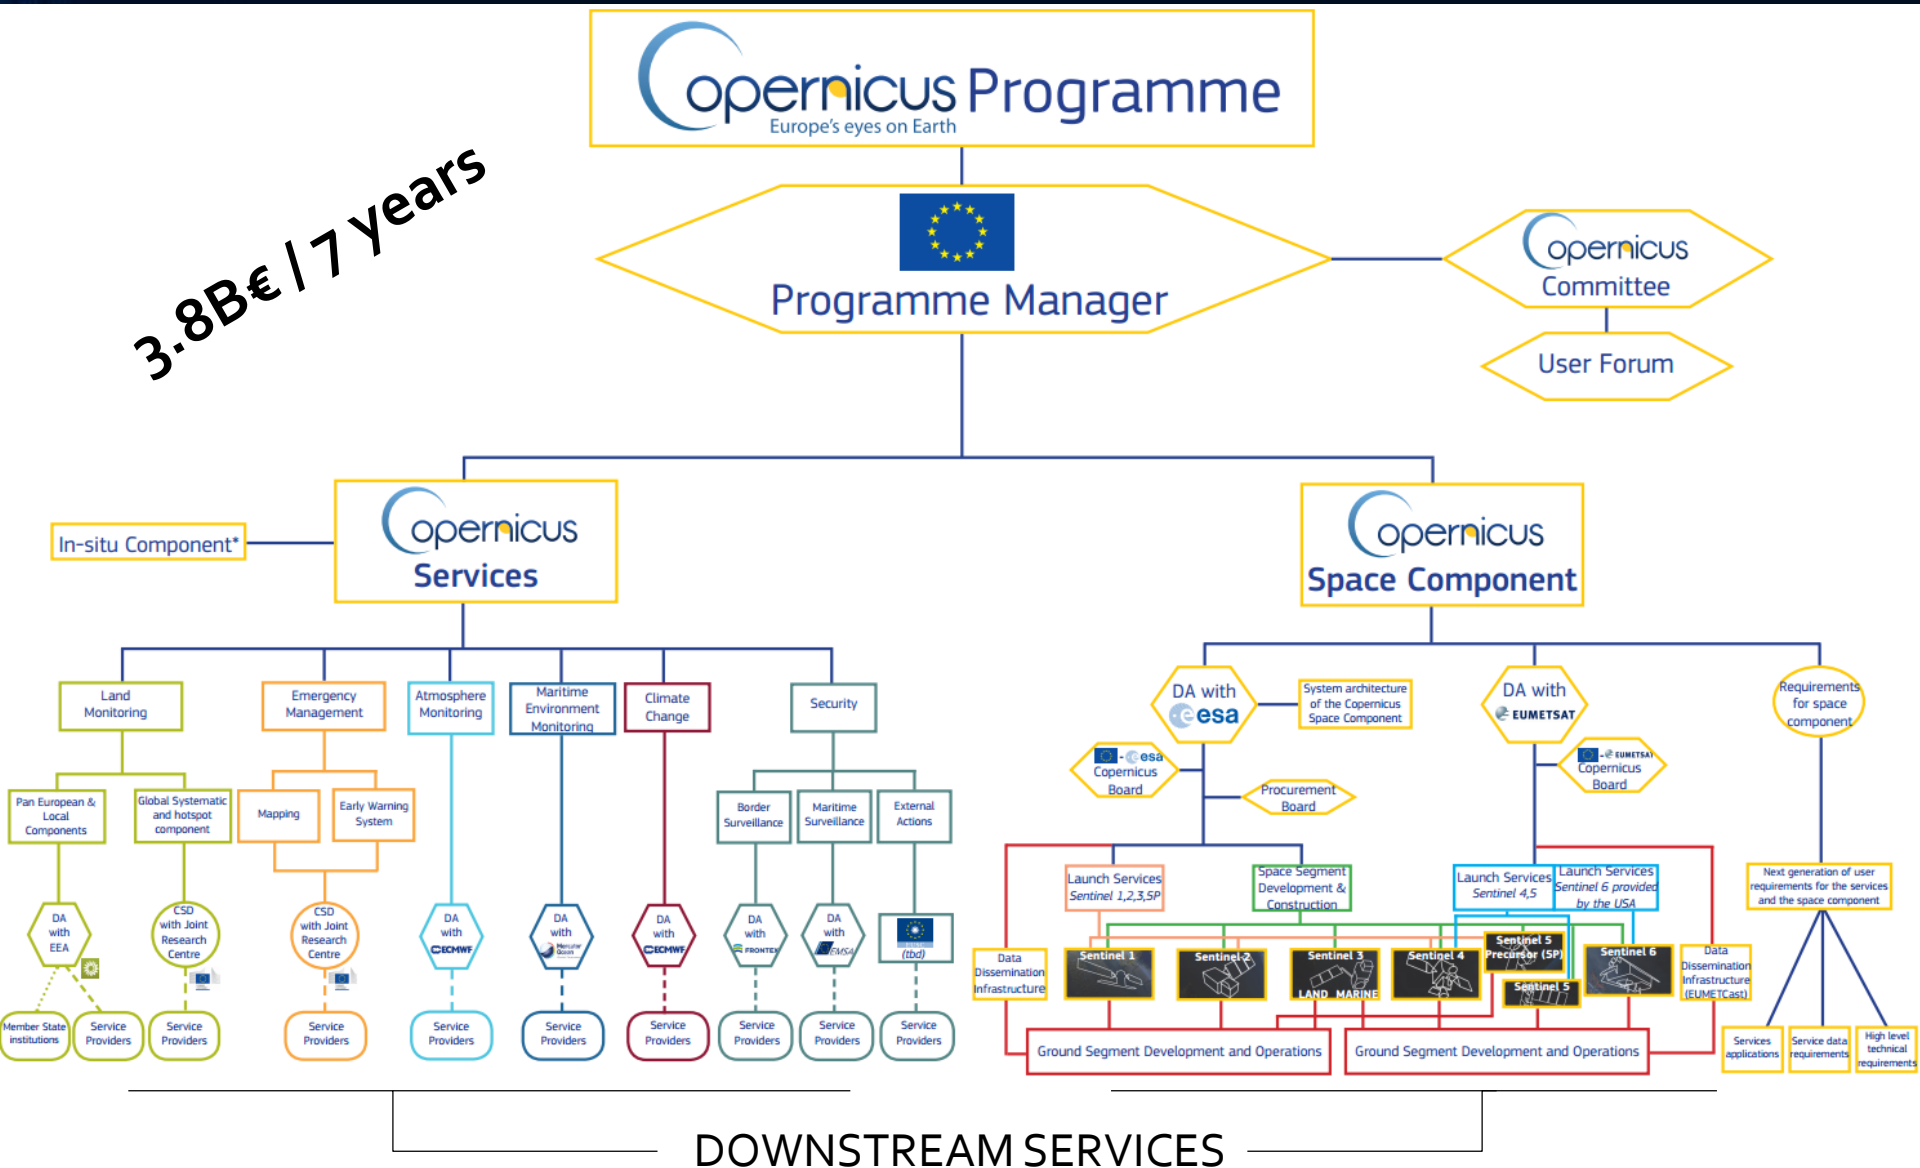 Copernicus Programme
Europe's eyes on Earth
3.8B€ / 7 years
Programme Manager
Copernicus
Committee
User Forum
In-situ Component*
Copernicus
Services
Copernicus
Space Component
Land
Monitoring
Emergency
Management
Atmosphere
Monitoring
Maritime
Environment
Monitoring
Climate
Change
Security
Pan European &
Local
Components
Global Systematic
and hotspot
component
Mapping
Early Warning
System
Border
Surveillance
Maritime
Surveillance
External
Actions
DA
with
EEA
CSD
with Joint
Research
Centre
CSD
with Joint
Research
Centre
DA
with
ECMWF
DA
with
Mercator
Océan
DA
with
ECMWF
DA
with
FRONTEX
DA
with
EMSA
(tbd)
Member State
institutions
Service
Providers
Service
Providers
Service
Providers
Service
Providers
Service
Providers
Service
Providers
Service
Providers
Service
Providers
Service
Providers
DA with
esa
System architecture
of the Copernicus
Space Component
DA with
EUMETSAT
Requirements
for space
component
- esa
Copernicus
Board
Procurement
Board
- EUMETSAT
Copernicus
Board
Launch Services
Sentinel 1,2,3,5P
Space Segment
Development &
Construction
Launch Services
Sentinel 4,5
Launch Services
Sentinel 6 provided
by the USA
Next generation of user
requirements for the services
and the space component
Data
Dissemination
Infrastructure
Sentinel 1
Sentinel-2
Sentinel 3
LAND MARINE
Sentinel 4
Sentinel 5
Precursor (5P)
Sentinel 5
Sentinel 6
Data
Dissemination
Infrastructure
(EUMETCast)
Ground Segment Development and Operations
Ground Segment Development and Operations
Services
applications
Service data
requirements
High level
technical
requirements
DOWNSTREAM SERVICES